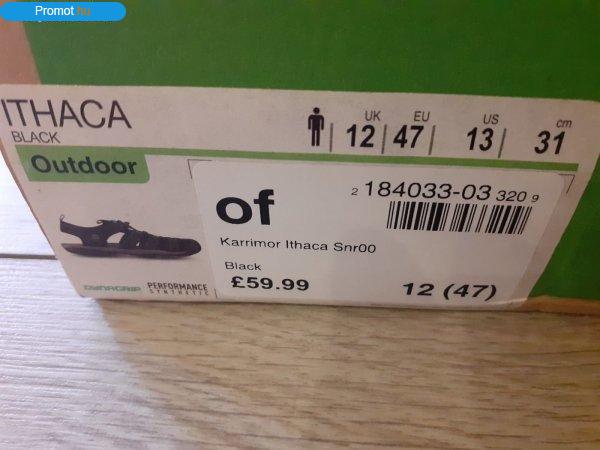 Promot.hu
ITHACA
BLACK
Outdoor
UK EU US cm
12 47 13 31
of
2 184033-03 320 9
Karrimor Ithaca Snr00
Black
£59.99
12 (47)
DYNAGRIP
PERFORMANCE
SYNTHETIC